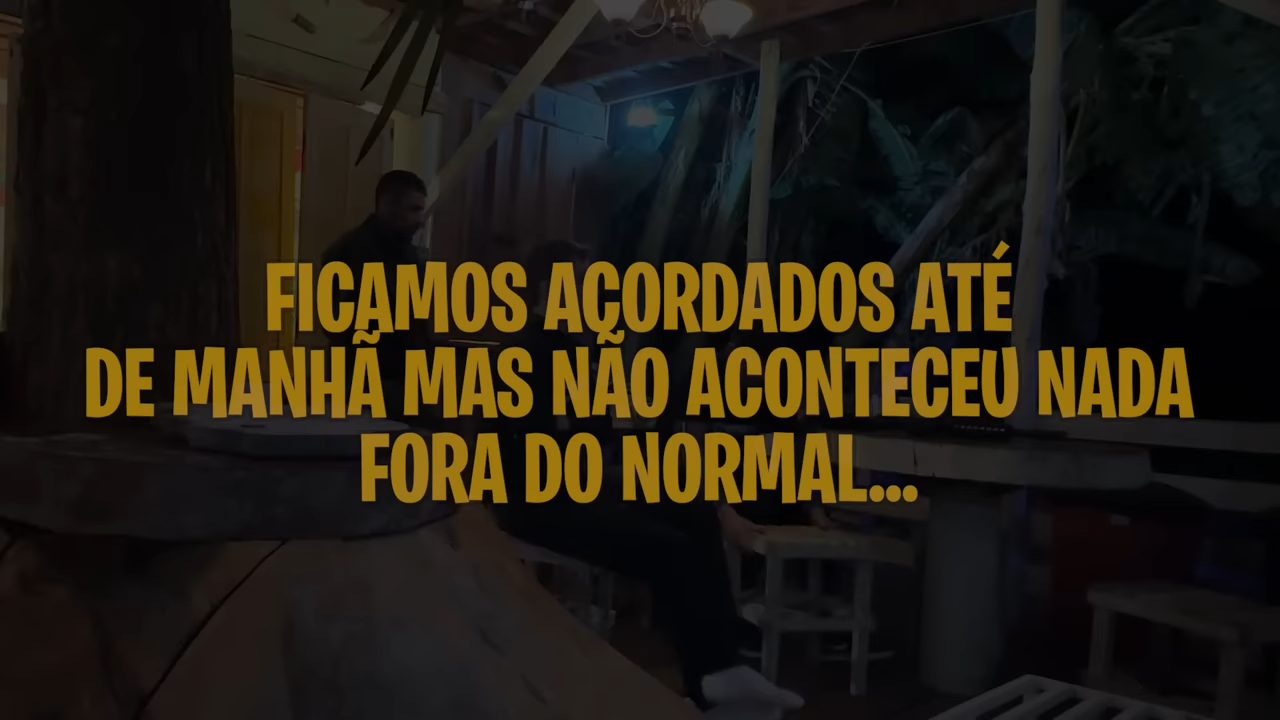 FICAMOS ACORDADOS ATÉ
DE MANHÃ MAS NÃO ACONTECEU NADA
FORA DO NORMAL...